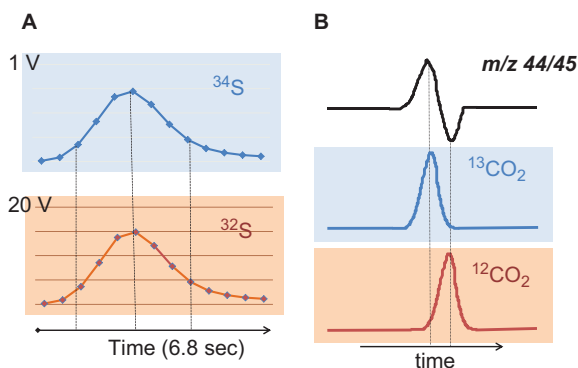 A
1 V
³⁴S
20 V
³²S
Time (6.8 sec)
B
m/z 44/45
¹³CO₂
¹²CO₂
time